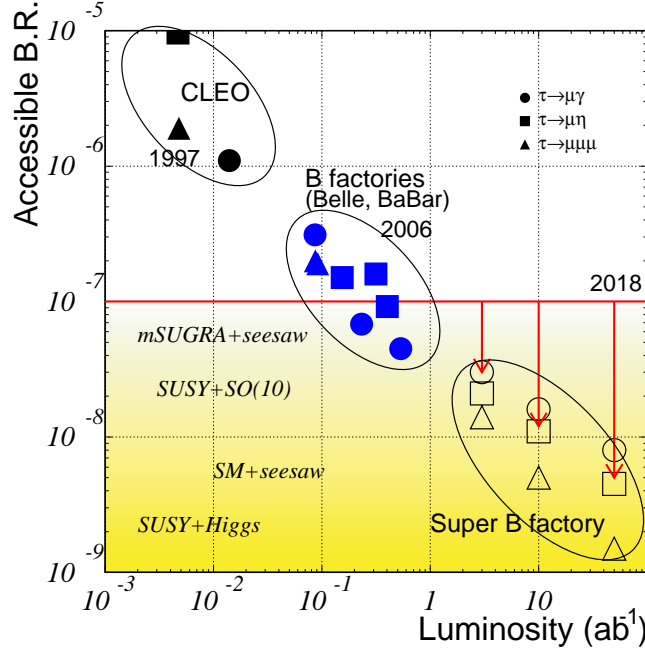 Accessible B.R.
10 -5
10 -6
10 -7
10 -8
10 -9
CLEO
1997
τ→μγ
τ→μη
τ→μμμ
B factories
(Belle, BaBar)
2006
2018
mSUGRA+seesaw
SUSY+SO(10)
SM+seesaw
SUSY+Higgs
Super B factory
10 -3 10 -2 10 -1 1 10
Luminosity (ab-1)